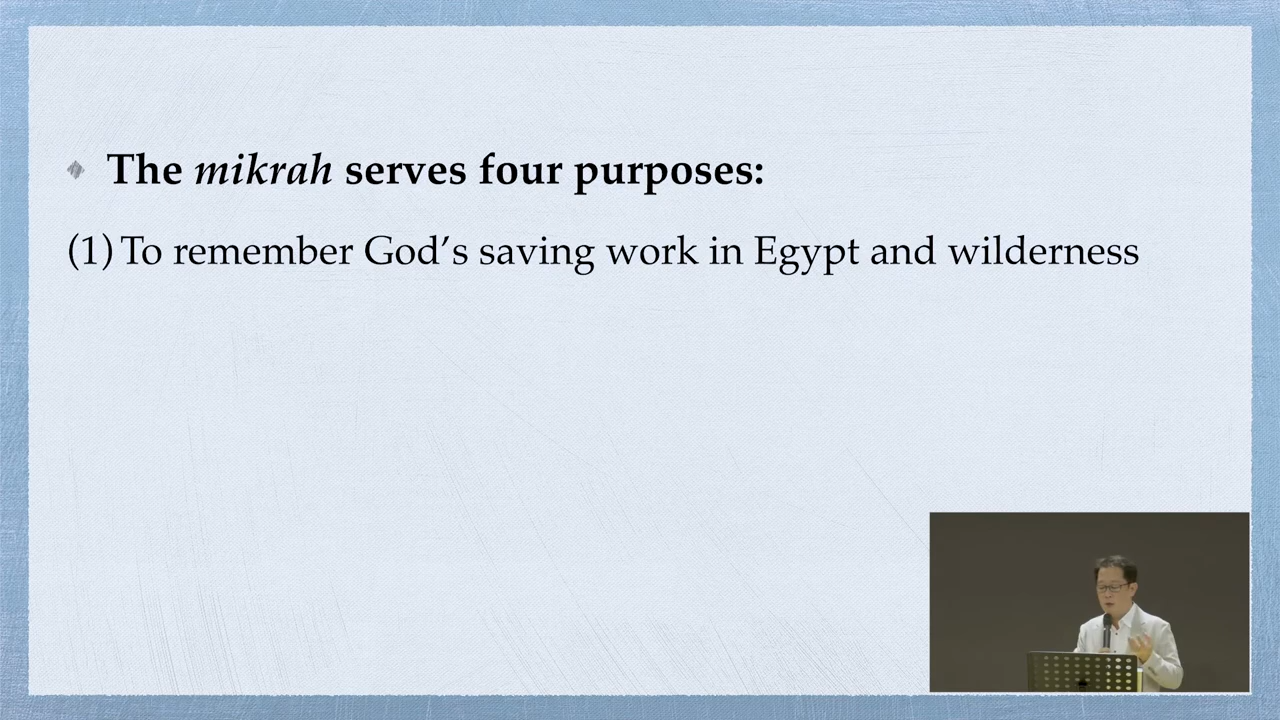 The mikrah serves four purposes:
(1) To remember God’s saving work in Egypt and wilderness